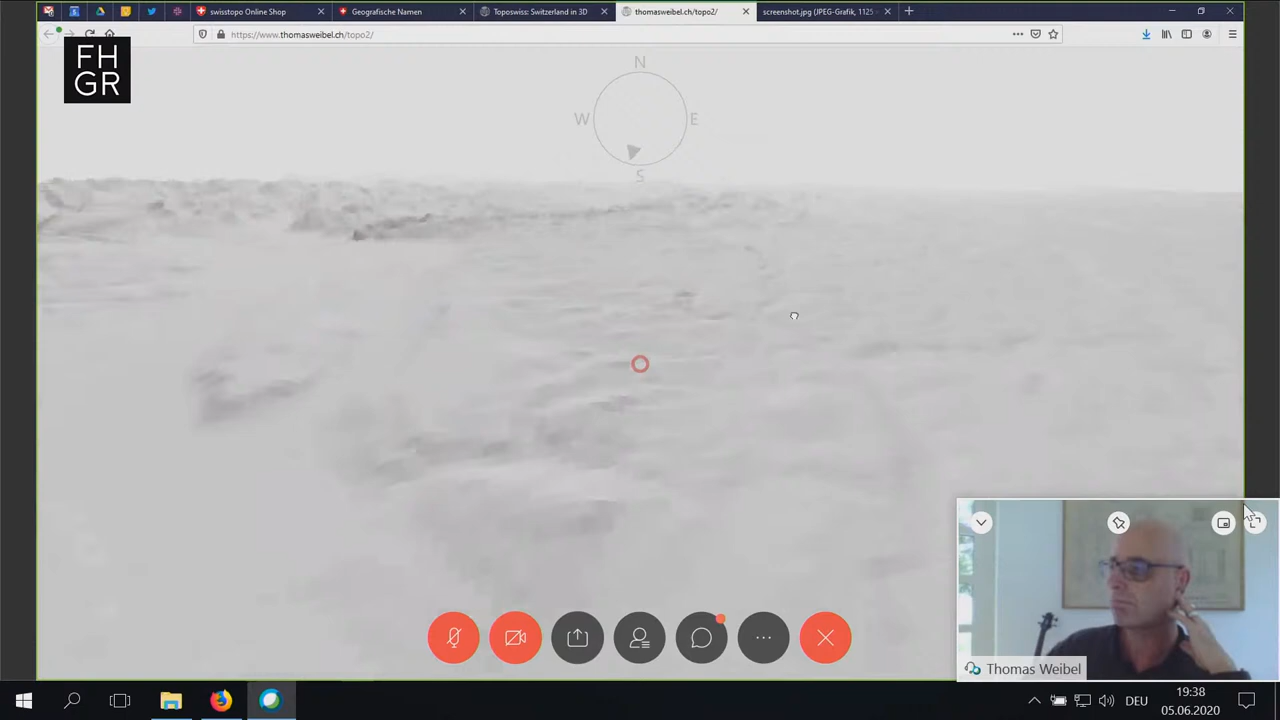 swisstopo Online Shop
Geografische Namen
Toposwiss: Switzerland in 3D
thomasweibel.ch/topo2/
screenshot.jpg (JPEG-Grafik, 1125
https://www.thomasweibel.ch/topo2/
FH
GR
N
W
E
S
Thomas Weibel
DEU
19:38
05.06.2020